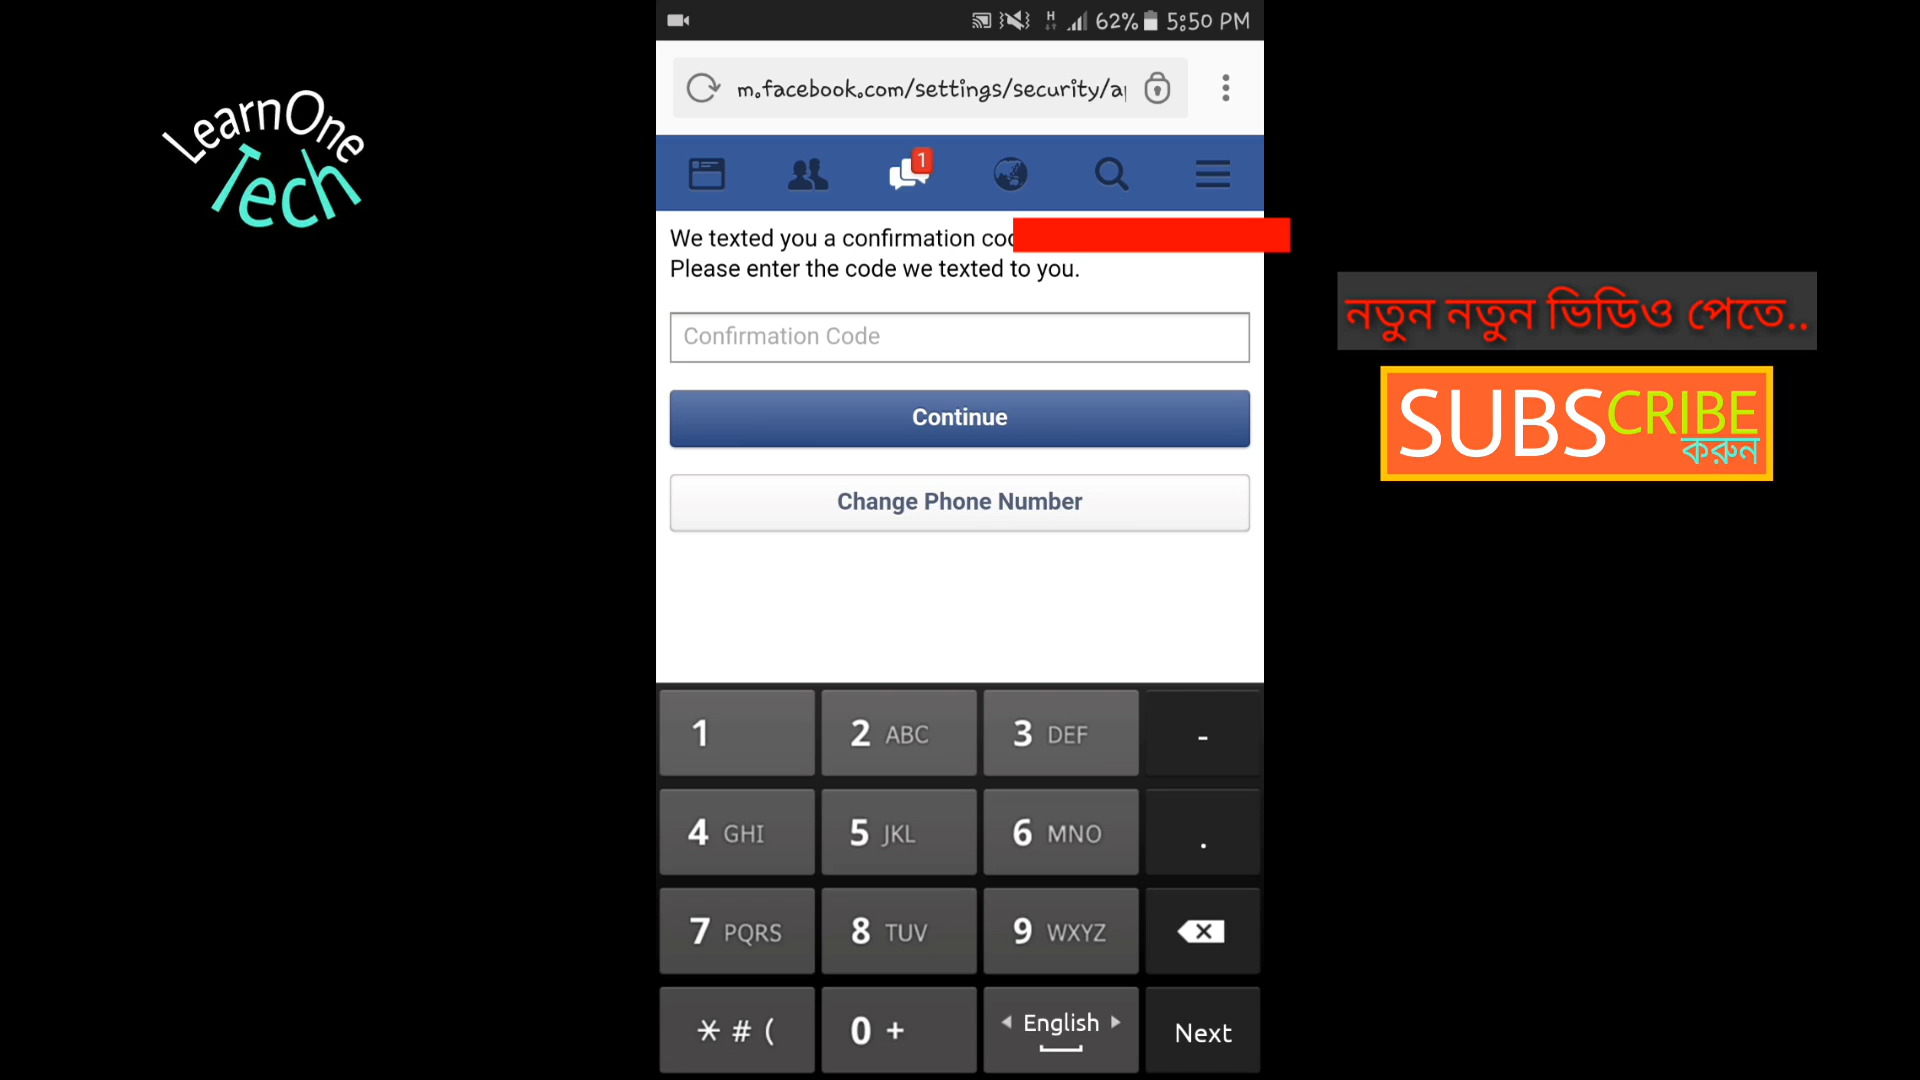 62% 5:50 PM
LearnOne
Tech
m.facebook.com/settings/security/a
1
We texted you a confirmation co
Please enter the code we texted to you.
Confirmation Code
Continue
Change Phone Number
নতুন নতুন ভিডিও পেতে..
SUBSCRIBE
করুন
1 2 ABC 3 DEF -
4 GHI 5 JKL 6 MNO .
7 PQRS 8 TUV 9 WXYZ
* # ( 0 + English Next